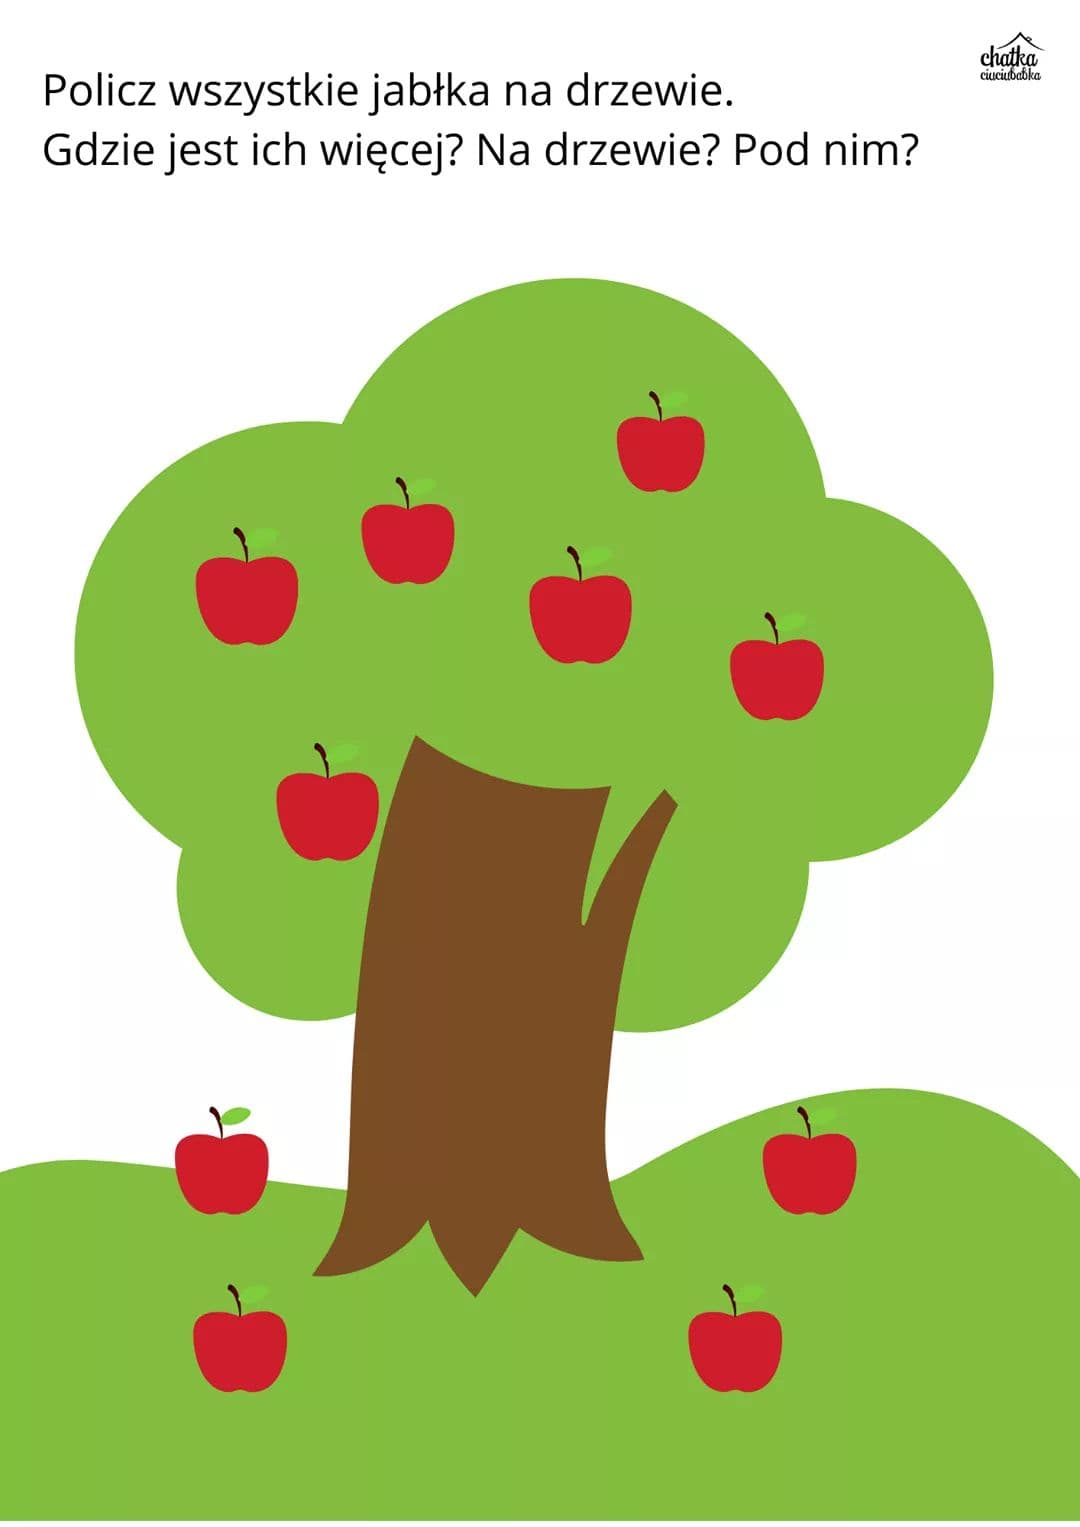 chatka
ciuciubabka
Policz wszystkie jabłka na drzewie.
Gdzie jest ich więcej? Na drzewie? Pod nim?